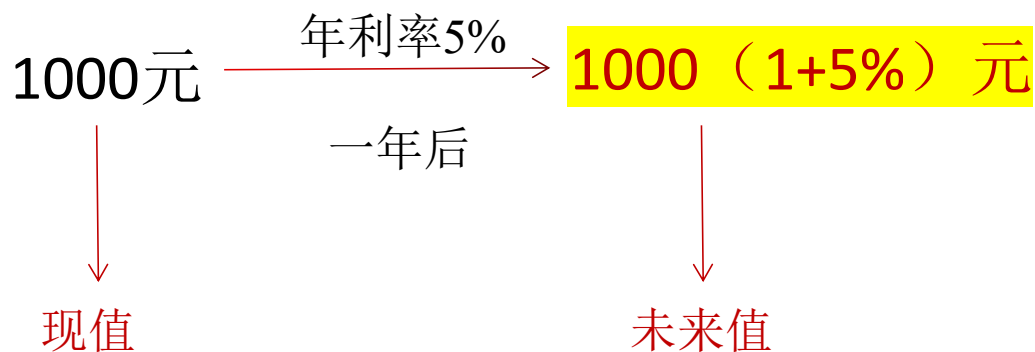 1000元
年利率5%
1000（1+5%）元
一年后
现值
未来值